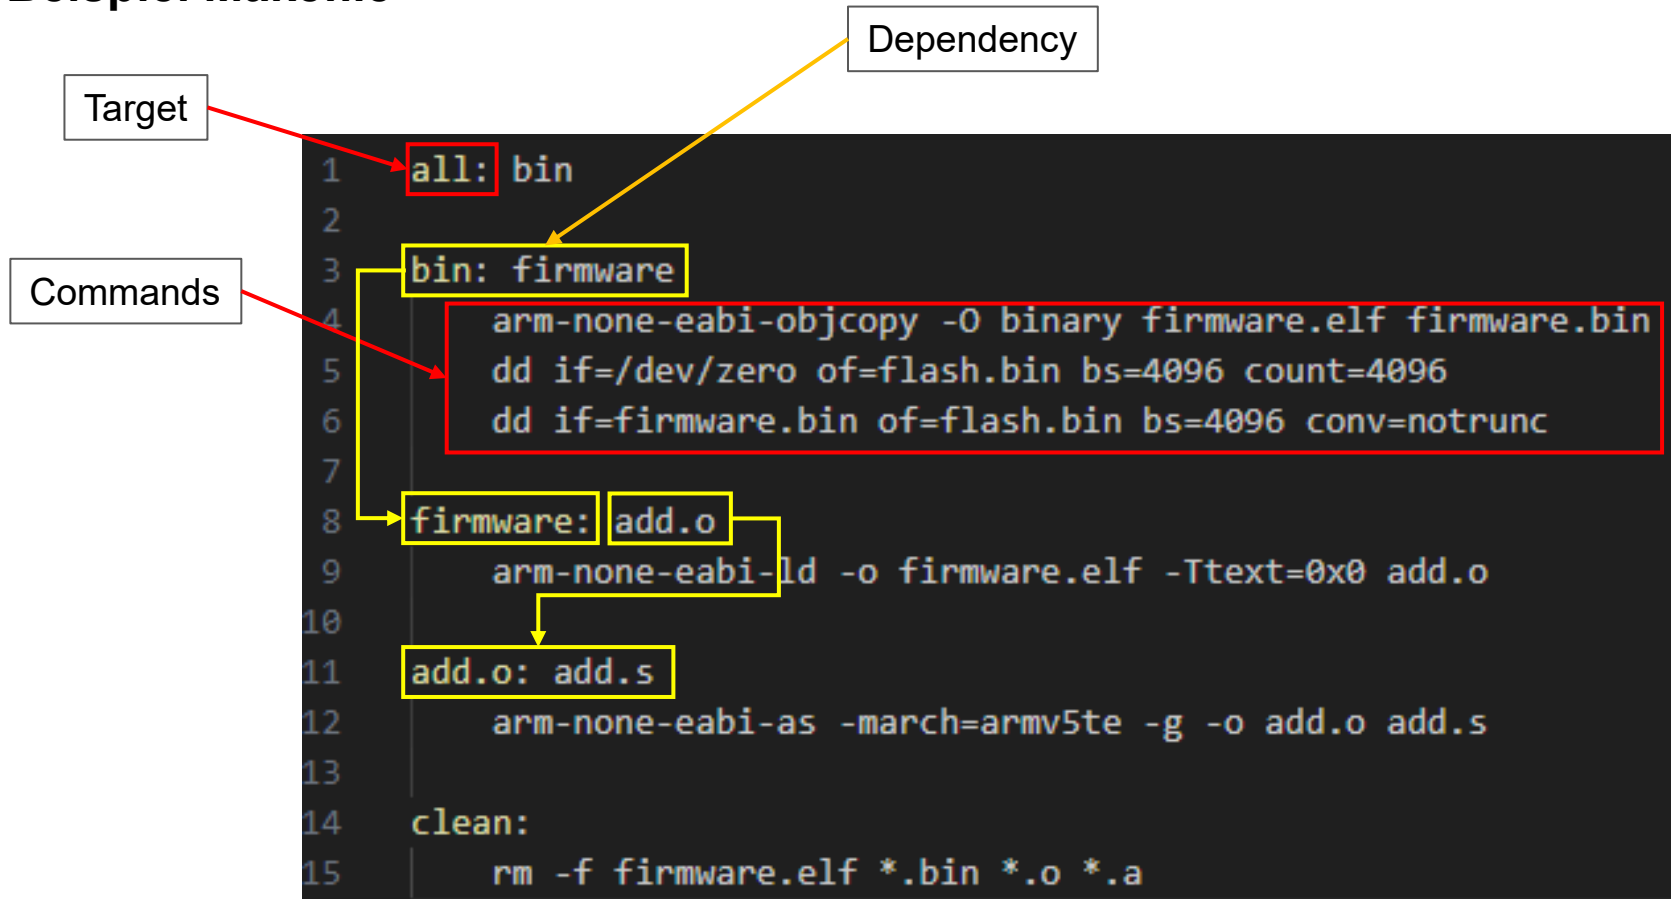 Dependency
Target
Commands
1 all: bin
2
3 bin: firmware
4 arm-none-eabi-objcopy -O binary firmware.elf firmware.bin
5 dd if=/dev/zero of=flash.bin bs=4096 count=4096
6 dd if=firmware.bin of=flash.bin bs=4096 conv=notrunc
7
8 firmware: add.o
9 arm-none-eabi-ld -o firmware.elf -Ttext=0x0 add.o
10
11 add.o: add.s
12 arm-none-eabi-as -march=armv5te -g -o add.o add.s
13
14 clean:
15 rm -f firmware.elf *.bin *.o *.a